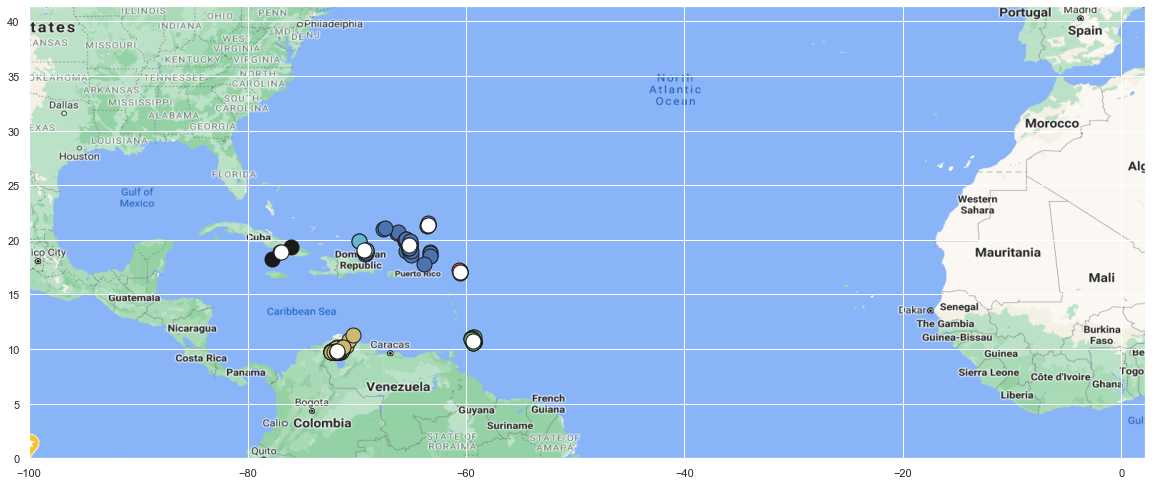 ILLINOIS
OHIO
PENN
Philadelphia
Madrid
Portugal
Spain
40
tates
INDIANA
MD
DE NJ
WEST
VIRGINIA
KANSAS
MISSOURI
KENTUCKY
VIRGINIA
35
OKLAHOMA
TENNESSEE
NORTH
CAROLINA
North
Atlantic
Ocean
ARKANSAS
MISSISSIPPI
SOUTH
CAROLINA
Dallas
ALABAMA
GEORGIA
Morocco
30
EXAS
LOUISIANA
Houston
Alg
25
FLORIDA
Gulf of
Mexico
Western
Sahara
20
Cuba
ico City
Dominican
Republic
Puerto Rico
Mauritania
Mali
15
Guatemala
Caribbean Sea
Dakar
Senegal
The Gambia
Nicaragua
Guinea-Bissau
Burkina
Faso
10
Costa Rica
Caracas
Guinea
Be
Panama
Venezuela
Sierra Leone
Côte d'Ivoire
Togo
Ghana
5
Bogota
Guyana
French
Guiana
Liberia
Cali
Colombia
Suriname
Gulf
STATE OF
RORAIMA
STATE OF
AMAPA
Quito
0
−100
−80
−60
−40
−20
0